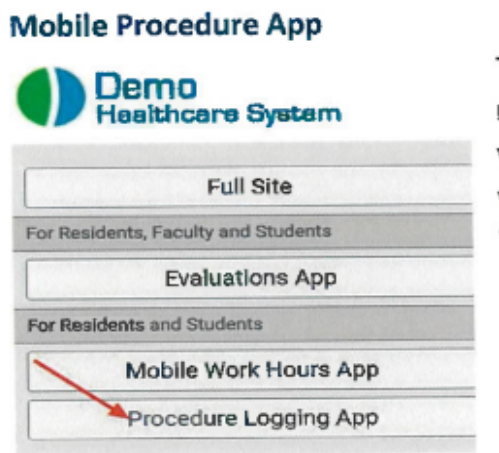 Mobile Procedure App
Demo
Healthcare System
Full Site
For Residents, Faculty and Students
Evaluations App
For Residents and Students
Mobile Work Hours App
Procedure Logging App